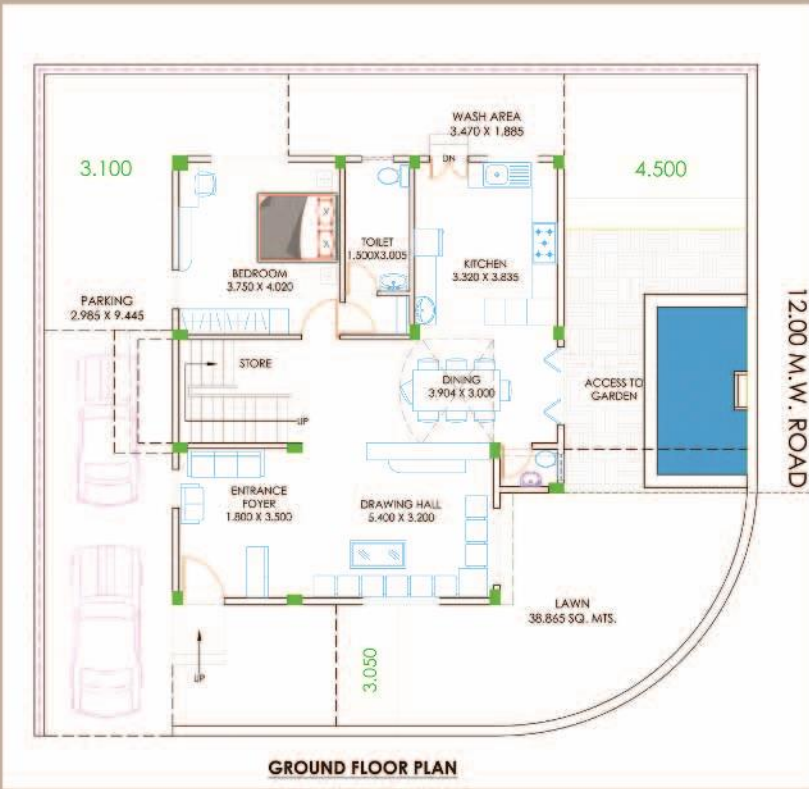 WASH AREA
3.470 X 1.885
DN
3.100
4.500
TOILET
1.500X3.005
KITCHEN
3.320 X 3.835
BEDROOM
3.750 X 4.020
PARKING
2.985 X 9.445
12.00 M.W. ROAD
STORE
DINING
3.904 X 3.000
ACCESS TO
GARDEN
UP
ENTRANCE
FOYER
1.800 X 3.500
DRAWING HALL
5.400 X 3.200
LAWN
38.865 SQ. MTS.
3.050
UP
GROUND FLOOR PLAN